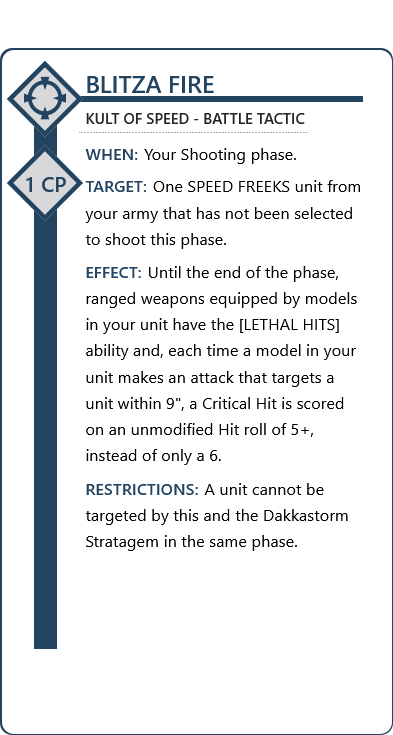 BLITZA FIRE
KULT OF SPEED - BATTLE TACTIC
WHEN: Your Shooting phase.
1 CP
TARGET: One SPEED FREEKS unit from
your army that has not been selected
to shoot this phase.
EFFECT: Until the end of the phase,
ranged weapons equipped by models
in your unit have the [LETHAL HITS]
ability and, each time a model in your
unit makes an attack that targets a
unit within 9", a Critical Hit is scored
on an unmodified Hit roll of 5+,
instead of only a 6.
RESTRICTIONS: A unit cannot be
targeted by this and the Dakkastorm
Stratagem in the same phase.